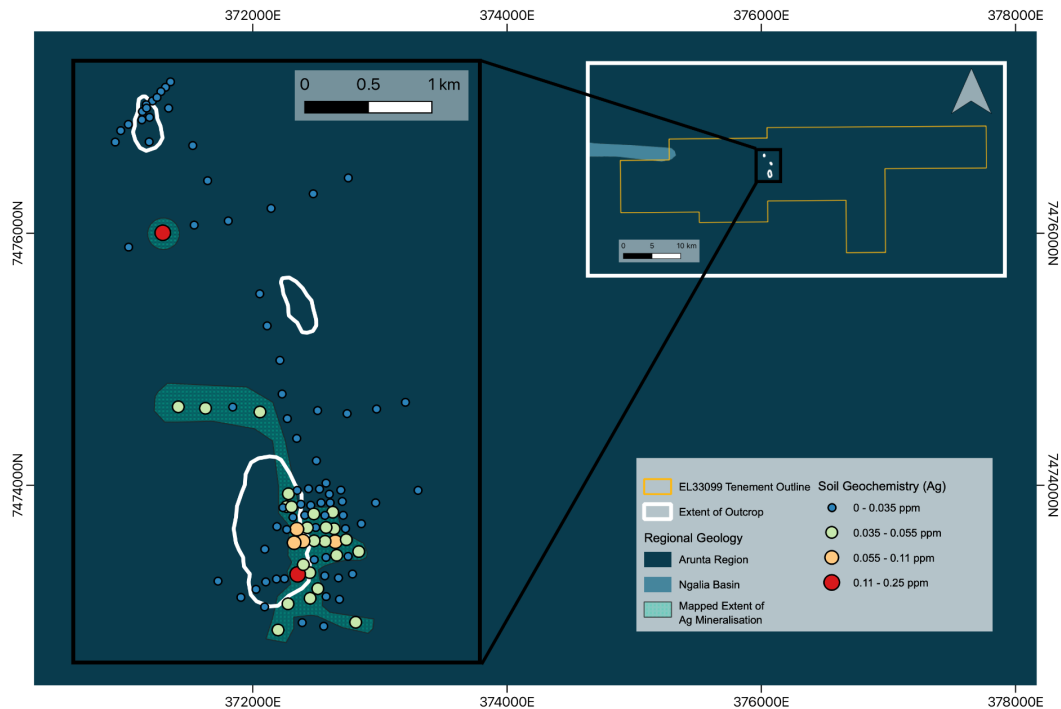 372000E 374000E 376000E 378000E
0 0.5 1 km
7476000N
7476000N
0 5 10 km
7474000N
7474000N
EL33099 Tenement Outline
Extent of Outcrop
Regional Geology
Arunta Region
Ngalia Basin
Mapped Extent of
Ag Mineralisation
Soil Geochemistry (Ag)
0 - 0.035 ppm
0.035 - 0.055 ppm
0.055 - 0.11 ppm
0.11 - 0.25 ppm
372000E 374000E 376000E 378000E